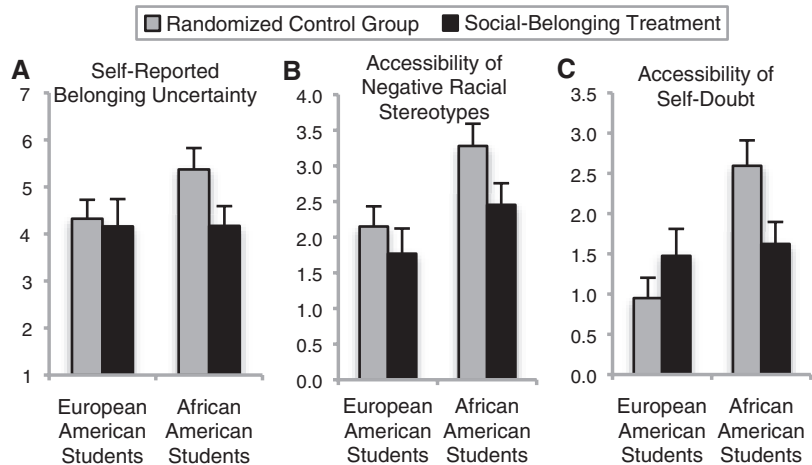 Randomized Control Group Social-Belonging Treatment
A
Self-Reported
Belonging Uncertainty
7
6
5
4
3
2
1
European
American
Students
African
American
Students
B
Accessibility of
Negative Racial
Stereotypes
4.0
3.5
3.0
2.5
2.0
1.5
1.0
0.5
0.0
European
American
Students
African
American
Students
C
Accessibility of
Self-Doubt
3.5
3.0
2.5
2.0
1.5
1.0
0.5
0.0
European
American
Students
African
American
Students